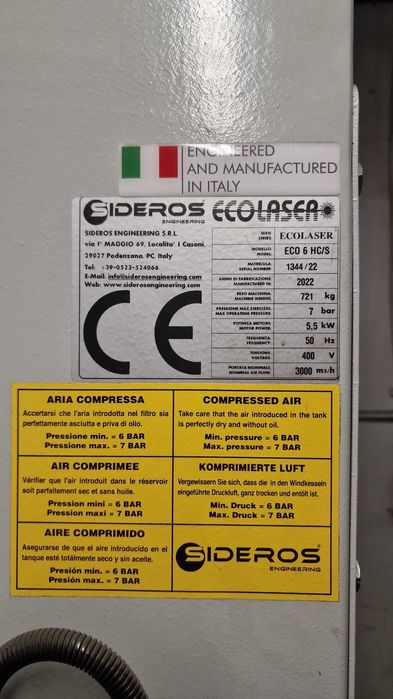 ENGINEERED
AND MANUFACTURED
IN ITALY
SIDEROS
ENGINEERING
ECOLASER
SIDEROS ENGINEERING S.R.L.
via I° MAGGIO 69, Localita' I Casoni,
29027 Podenzano, PC, Italy
Tel: +39-0523-524066
E-Mail: info@siderosengineering.com
Web: www.siderosengineering.com
CE
SERIE
SERIES ECOLASER
MODELLO
MODEL ECO 6 HC/S
MATRICOLA
SERIAL NUMBER 1344/22
ANNO DI FABBRICAZIONE
MANUFACTURED IN 2022
PESO MACCHINA
MACHINE WEIGHT 721 kg
PRESSIONE MAX ESERCIZIO
MAX OPERATING PRESSURE 7 bar
POTENZA MOTORE
MOTOR POWER 5,5 kW
FREQUENZA
FREQUENCY 50 Hz
TENSIONE
VOLTAGE 400 V
PORTATA NOMINALE
NOMINAL AIR FLOW 3000 m3/h
ARIA COMPRESSA
Accertarsi che l'aria introdotta nel filtro sia
perfettamente asciutta e priva di olio.
Pressione min. = 6 BAR
Pressione max. = 7 BAR
COMPRESSED AIR
Take care that the air introduced in the tank
is perfectly dry and without oil.
Min. pressure = 6 BAR
Max. pressure = 7 BAR
AIR COMPRIMEE
Vérifier que l'air introduit dans le réservoir
soit parfaitement sec et sans huile.
Pression mini = 6 BAR
Pression maxi = 7 BAR
KOMPRIMIERTE LUFT
Vergewissern Sie sich, dass die in den Windkesseln
eingeführte Druckluft, ganz trocken und entölt ist.
Min. Druck = 6 BAR
Max. Druck = 7 BAR
AIRE COMPRIMIDO
Asegurarse de que el aire introducido en el
tanque esté totálmente seco y sin aceite.
Presión min. = 6 BAR
Presión max. = 7 BAR
SIDEROS
ENGINEERING